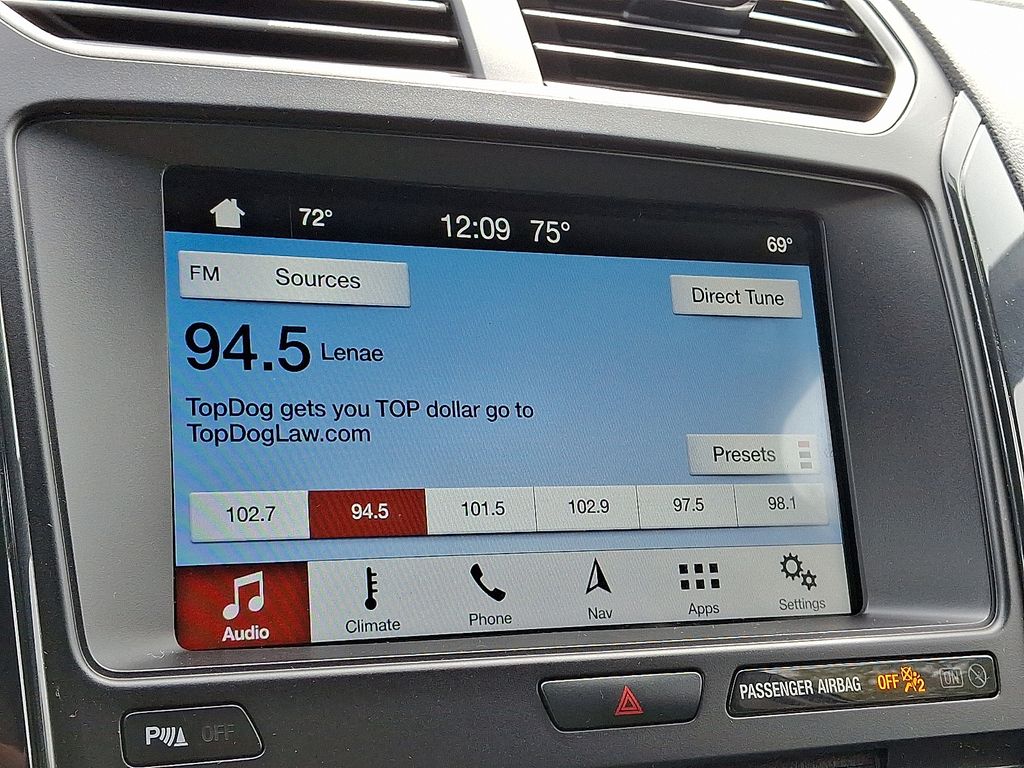 72° 12:09 75° 69°
FM Sources Direct Tune
94.5 Lenae
TopDog gets you TOP dollar go to
TopDogLaw.com
Presets
102.7 94.5 101.5 102.9 97.5 98.1
Audio Climate Phone Nav Apps Settings
P OFF PASSENGER AIRBAG OFF 2 ON